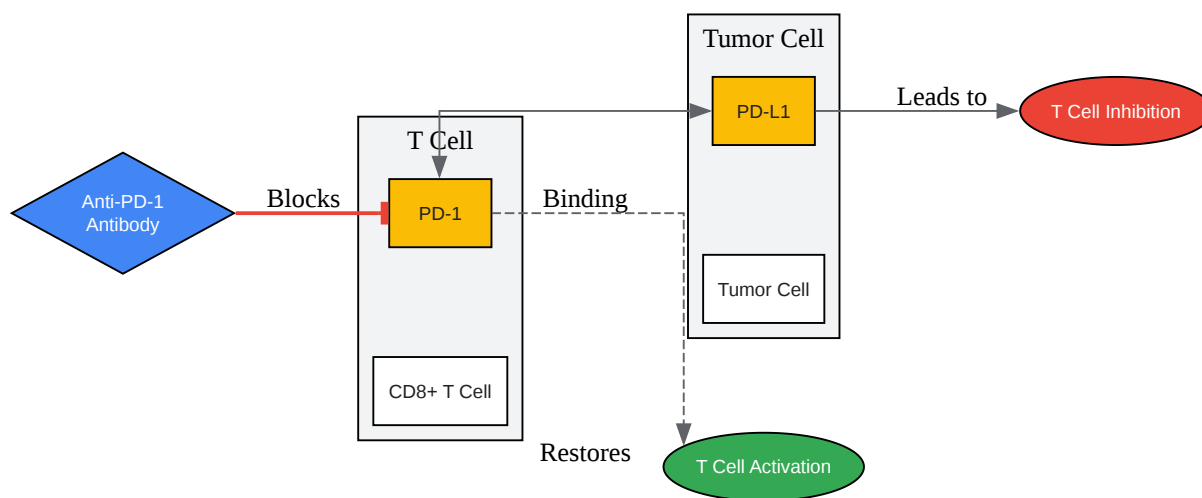 Tumor Cell
PD-L1
Leads to
T Cell Inhibition
T Cell
Anti-PD-1
Antibody
Blocks
PD-1
Binding
Tumor Cell
CD8+ T Cell
Restores
T Cell Activation